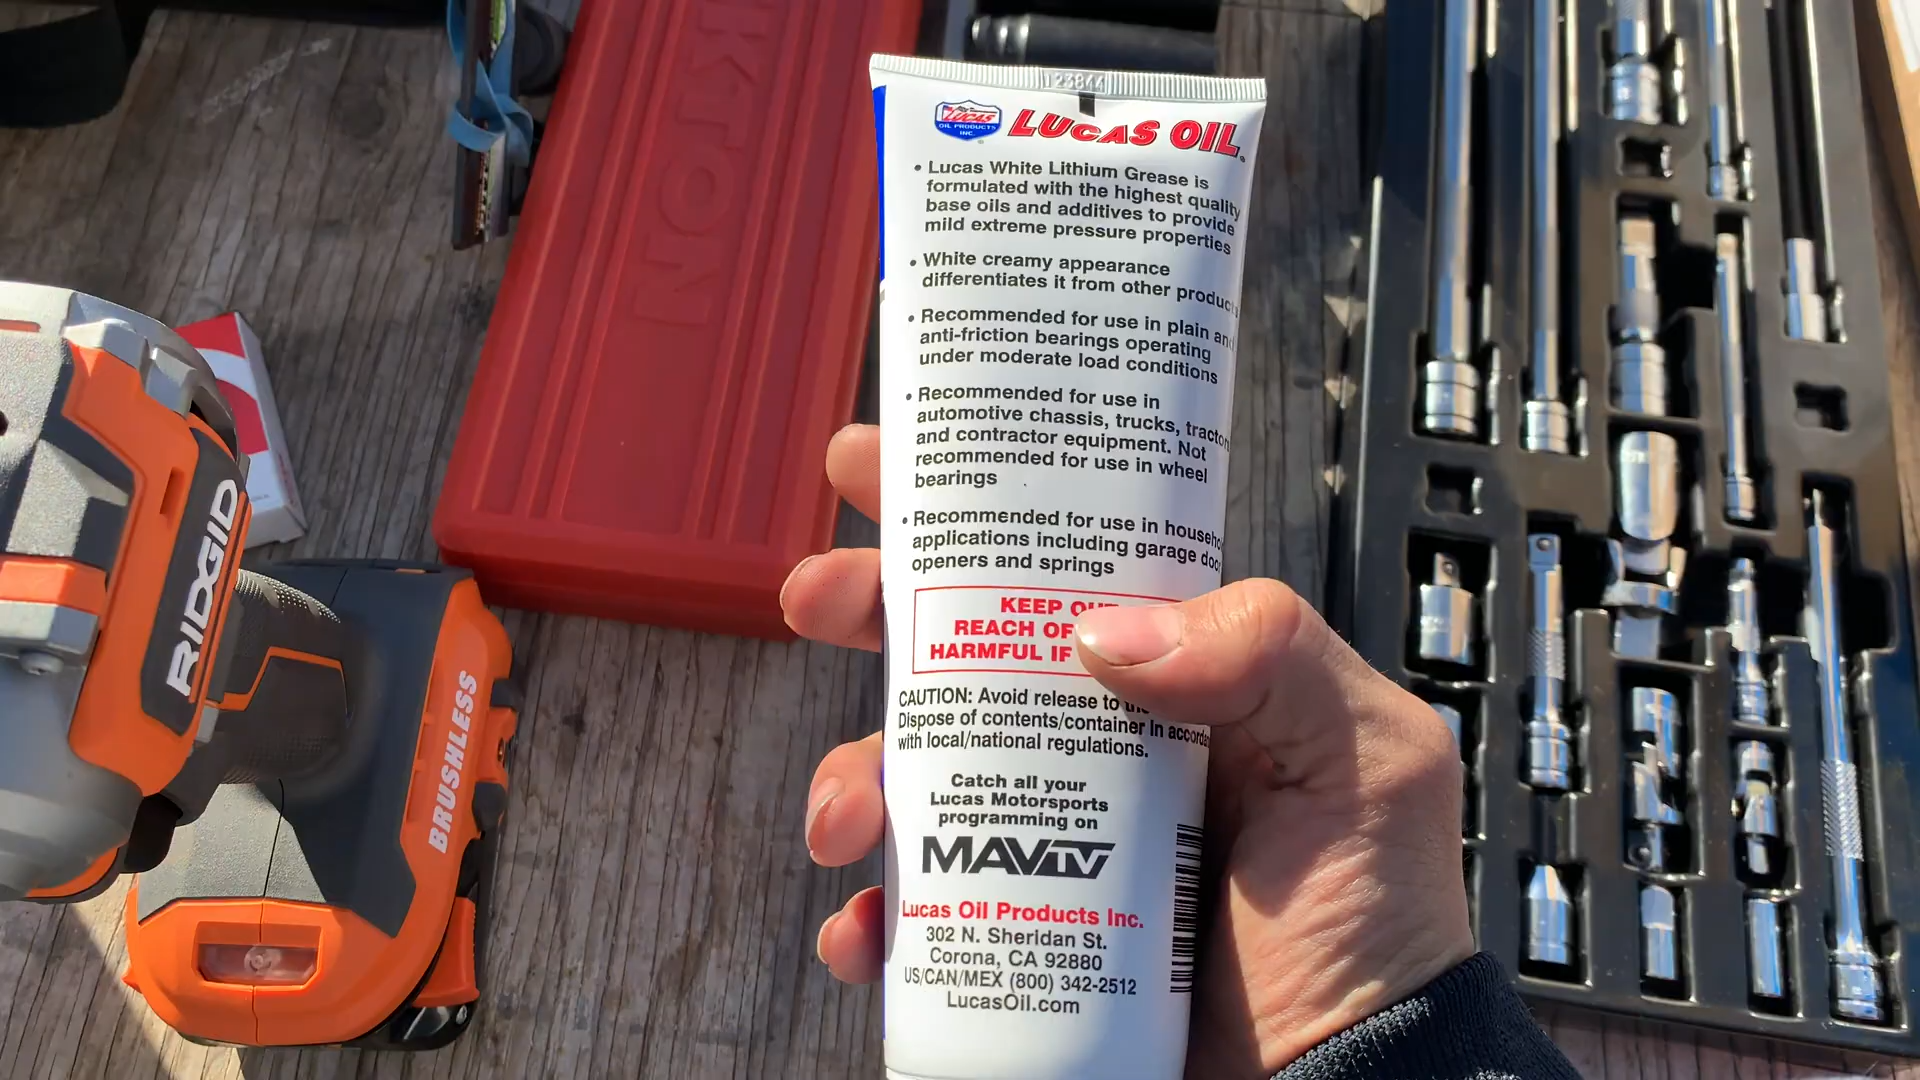 123844
LUCAS
OIL PRODUCTS
INC.
LUCAS OIL
• Lucas White Lithium Grease is
formulated with the highest quality
base oils and additives to provide
mild extreme pressure properties
• White creamy appearance
differentiates it from other
• Recommended for use in plain
anti-friction bearings operating
under moderate load conditions
• Recommended for use in
automotive chassis, trucks,
and contractor equipment. Not
recommended for use in wheel
bearings
• Recommended for use in
applications including garage
openers and springs
KEEP
REACH OF
HARMFUL IF
CAUTION: Avoid release to
Dispose of contents/container In
with local/national regulations.
Catch all your
Lucas Motorsports
programming on
MAVTV
Lucas Oil Products Inc.
302 N. Sheridan St.
Corona, CA 92880
US/CAN/MEX (800) 342-2512
LucasOil.com
RIDGID
BRUSHLESS